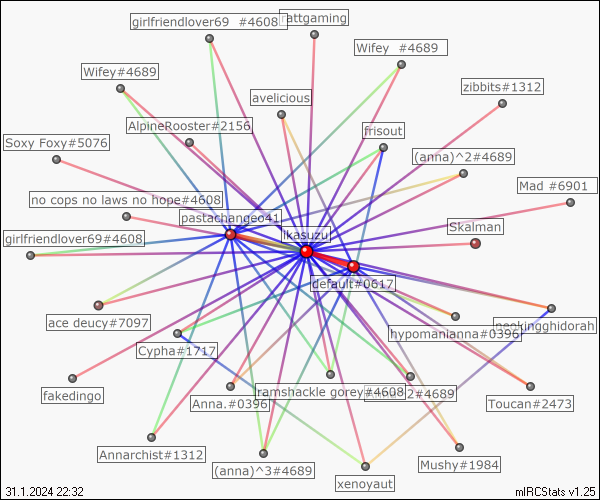 girlfriendlover69 #4608
rattgaming
Wifey #4689
Wifey#4689
zibbits#1312
avelicious
AlpineRooster#2156
frisout
Soxy Foxy#5076
(anna)^2#4689
Mad #6901
no cops no laws no hope#4608
pastachangeo41
Skalman
girlfriendlover69#4608
ikasuzu
default#0617
ace deucy#7097
hypomanianna#0396
Cypha#1717
fakedingo
Anna.#0396
ramshackle gorey#4608
2#4689
Toucan#2473
Annarchist#1312
(anna)^3#4689
Mushy#1984
xenoyaut
31.1.2024 22:32
mIRCStats v1.25